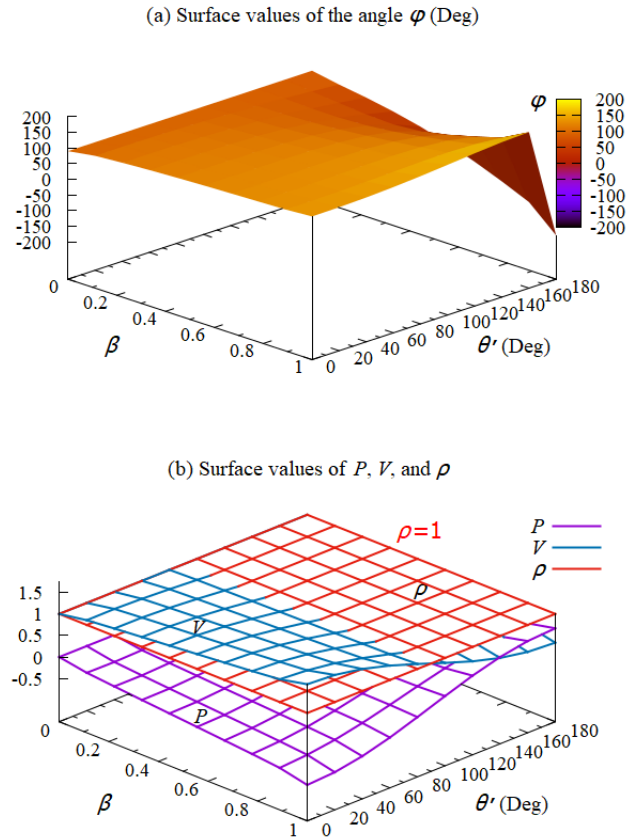 (a) Surface values of the angle φ (Deg)
φ
200
150
100
50
0
-50
-100
-150
-200
200
150
100
50
0
-50
-100
-150
-200
0
0.2
0.4
0.6
0.8
1
β
0 20 40 60 80 100 120 140 160 180
θ′ (Deg)
(b) Surface values of P, V, and ρ
ρ=1
P
V
ρ
ρ
V
P
1.5
1
0.5
0
-0.5
0
0.2
0.4
0.6
0.8
1
β
0 20 40 60 80 100 120 140 160 180
θ′ (Deg)